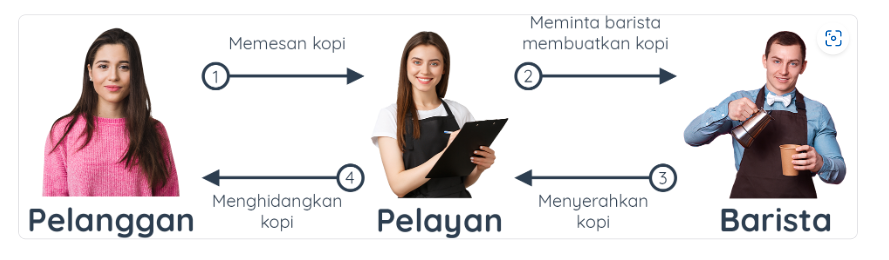 Memesan kopi
1
Meminta barista
membuatkan kopi
2
4
Menghidangkan
kopi
3
Menyerahkan
kopi
Pelanggan
Pelayan
Barista